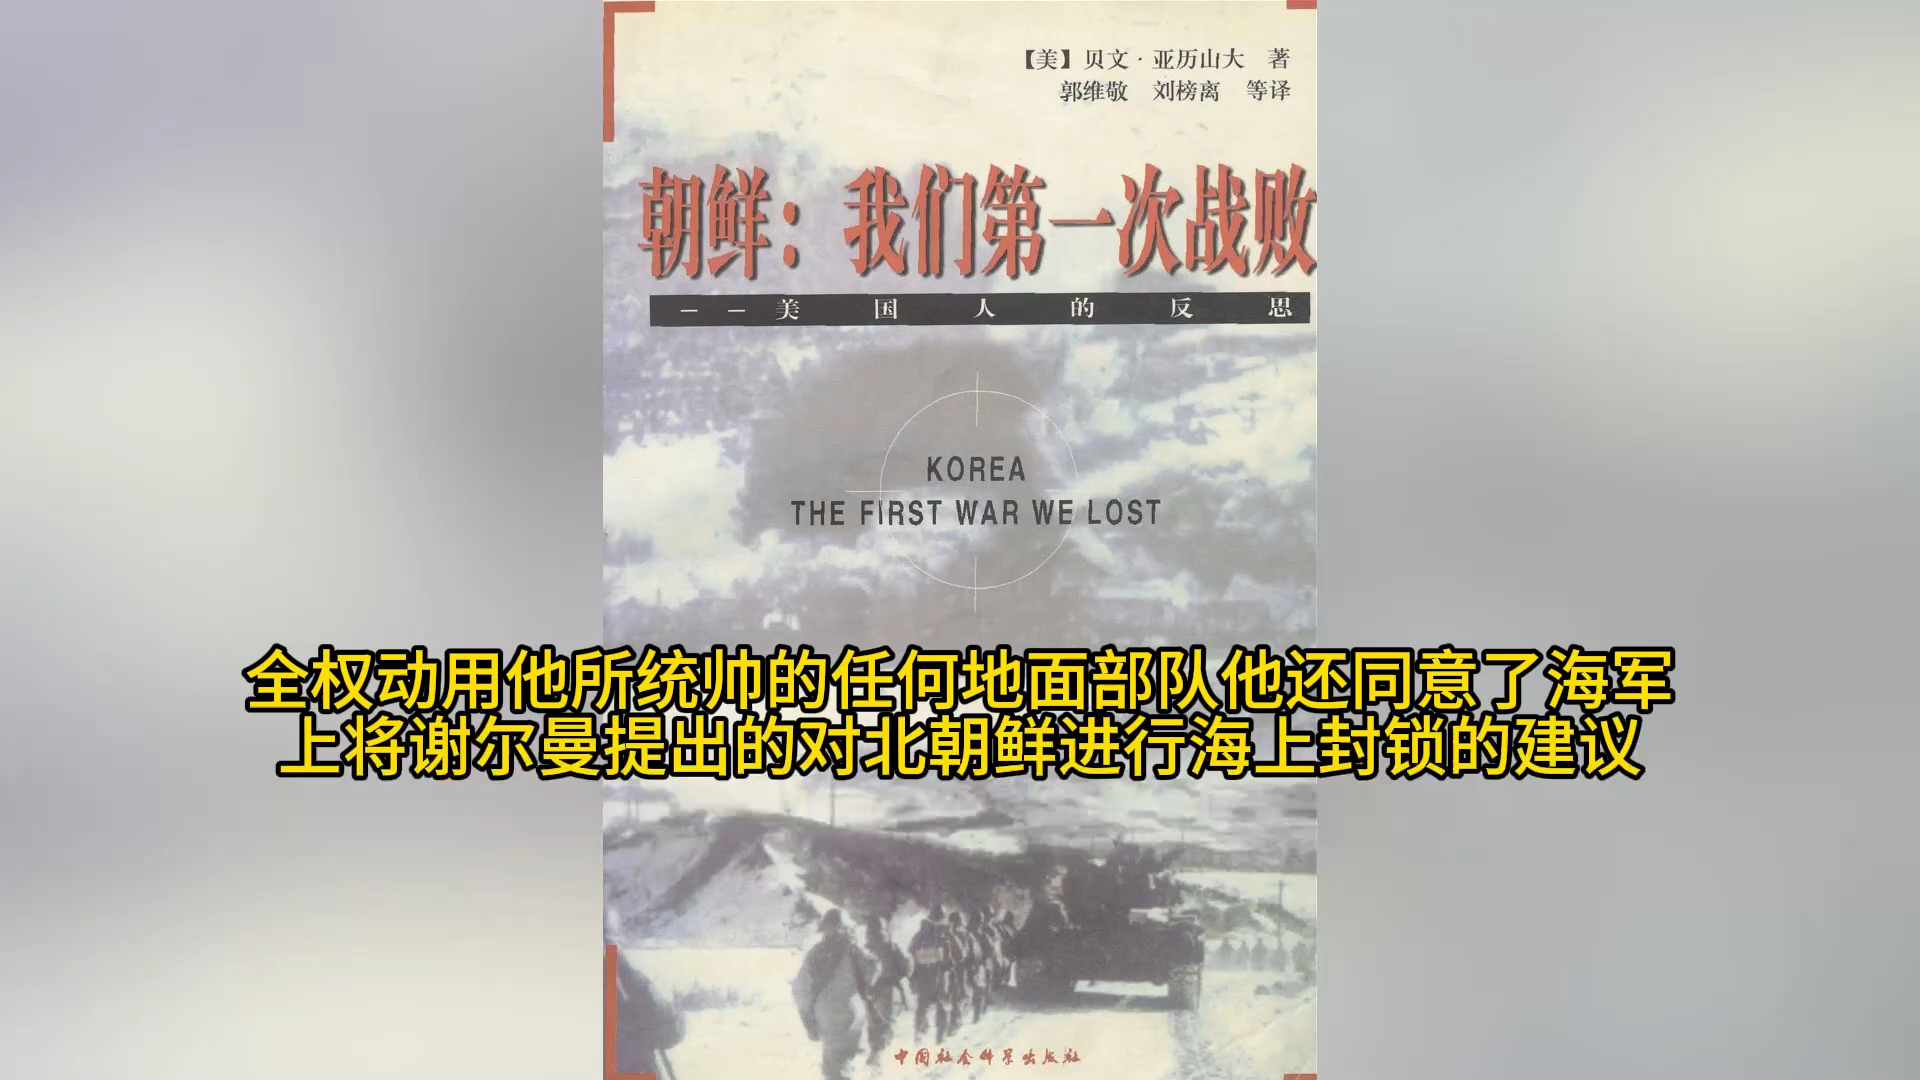 【美】贝文·亚历山大 著
郭维敬 刘榜离 等译
朝鲜：我们第一次战败
——美国人的反思
KOREA
THE FIRST WAR WE LOST
全权动用他所统帅的任何地面部队他还同意了海军
上将谢尔曼提出的对北朝鲜进行海上封锁的建议
中国社会科学出版社